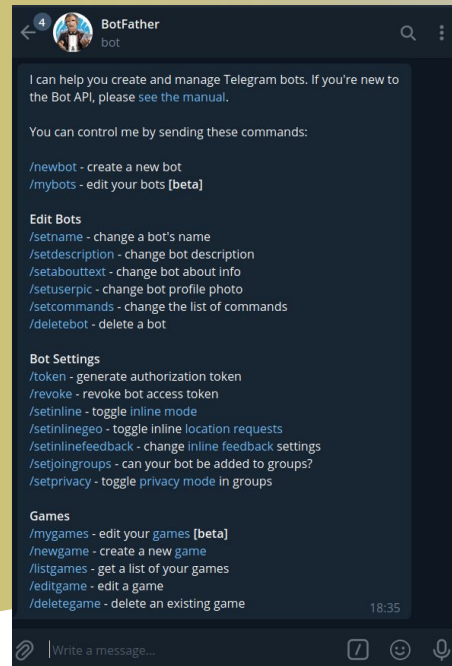 4
BotFather
bot
I can help you create and manage Telegram bots. If you're new to
the Bot API, please see the manual.
You can control me by sending these commands:
/newbot - create a new bot
/mybots - edit your bots [beta]
Edit Bots
/setname - change a bot's name
/setdescription - change bot description
/setabouttext - change bot about info
/setuserpic - change bot profile photo
/setcommands - change the list of commands
/deletebot - delete a bot
Bot Settings
/token - generate authorization token
/revoke - revoke bot access token
/setinline - toggle inline mode
/setinlinegeo - toggle inline location requests
/setinlinefeedback - change inline feedback settings
/setjoingroups - can your bot be added to groups?
/setprivacy - toggle privacy mode in groups
Games
/mygames - edit your games [beta]
/newgame - create a new game
/listgames - get a list of your games
/editgame - edit a game
/deletegame - delete an existing game
18:35
Write a message...